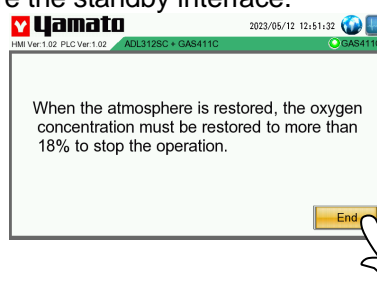 e the standby interface.
Yamato
2023/05/12 12:51:32
HMI Ver:1.02 PLC Ver:1.02 ADL312SC + GAS411C GAS411C
When the atmosphere is restored, the oxygen
concentration must be restored to more than
18% to stop the operation.
End